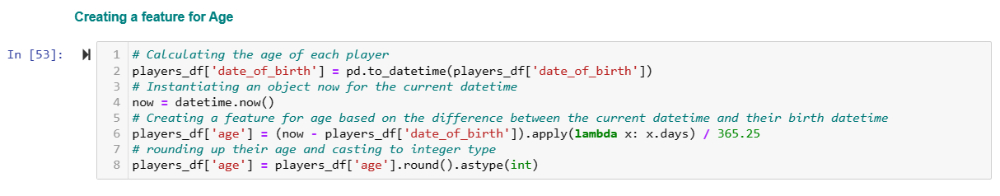 Creating a feature for Age
In [53]:
1 # Calculating the age of each player
2 players_df['date_of_birth'] = pd.to_datetime(players_df['date_of_birth'])
3 # Instantiating an object now for the current datetime
4 now = datetime.now()
5 # Creating a feature for age based on the difference between the current datetime and their birth datetime
6 players_df['age'] = (now - players_df['date_of_birth']).apply(lambda x: x.days) / 365.25
7 # rounding up their age and casting to integer type
8 players_df['age'] = players_df['age'].round().astype(int)